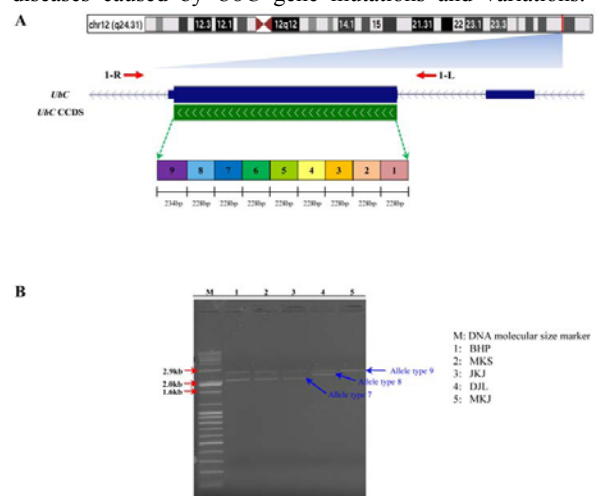 diseases caused by UbC gene mutations and variations.
A
chr12 (q24.31) 12.3 12.1 12q12 14.1 15 21.31 22 23.1 23.3
1-R 1-L
UbC
UbC CCDS
9 8 7 6 5 4 3 2 1
234bp 228bp 228bp 228bp 228bp 228bp 228bp 228bp 228bp
B
M 1 2 3 4 5
2.9kb
2.0kb
1.6kb
Allele type 9
Allele type 8
Allele type 7
M: DNA molecular size marker
1: BHP
2: MKS
3: JKJ
4: DJL
5: MKJ